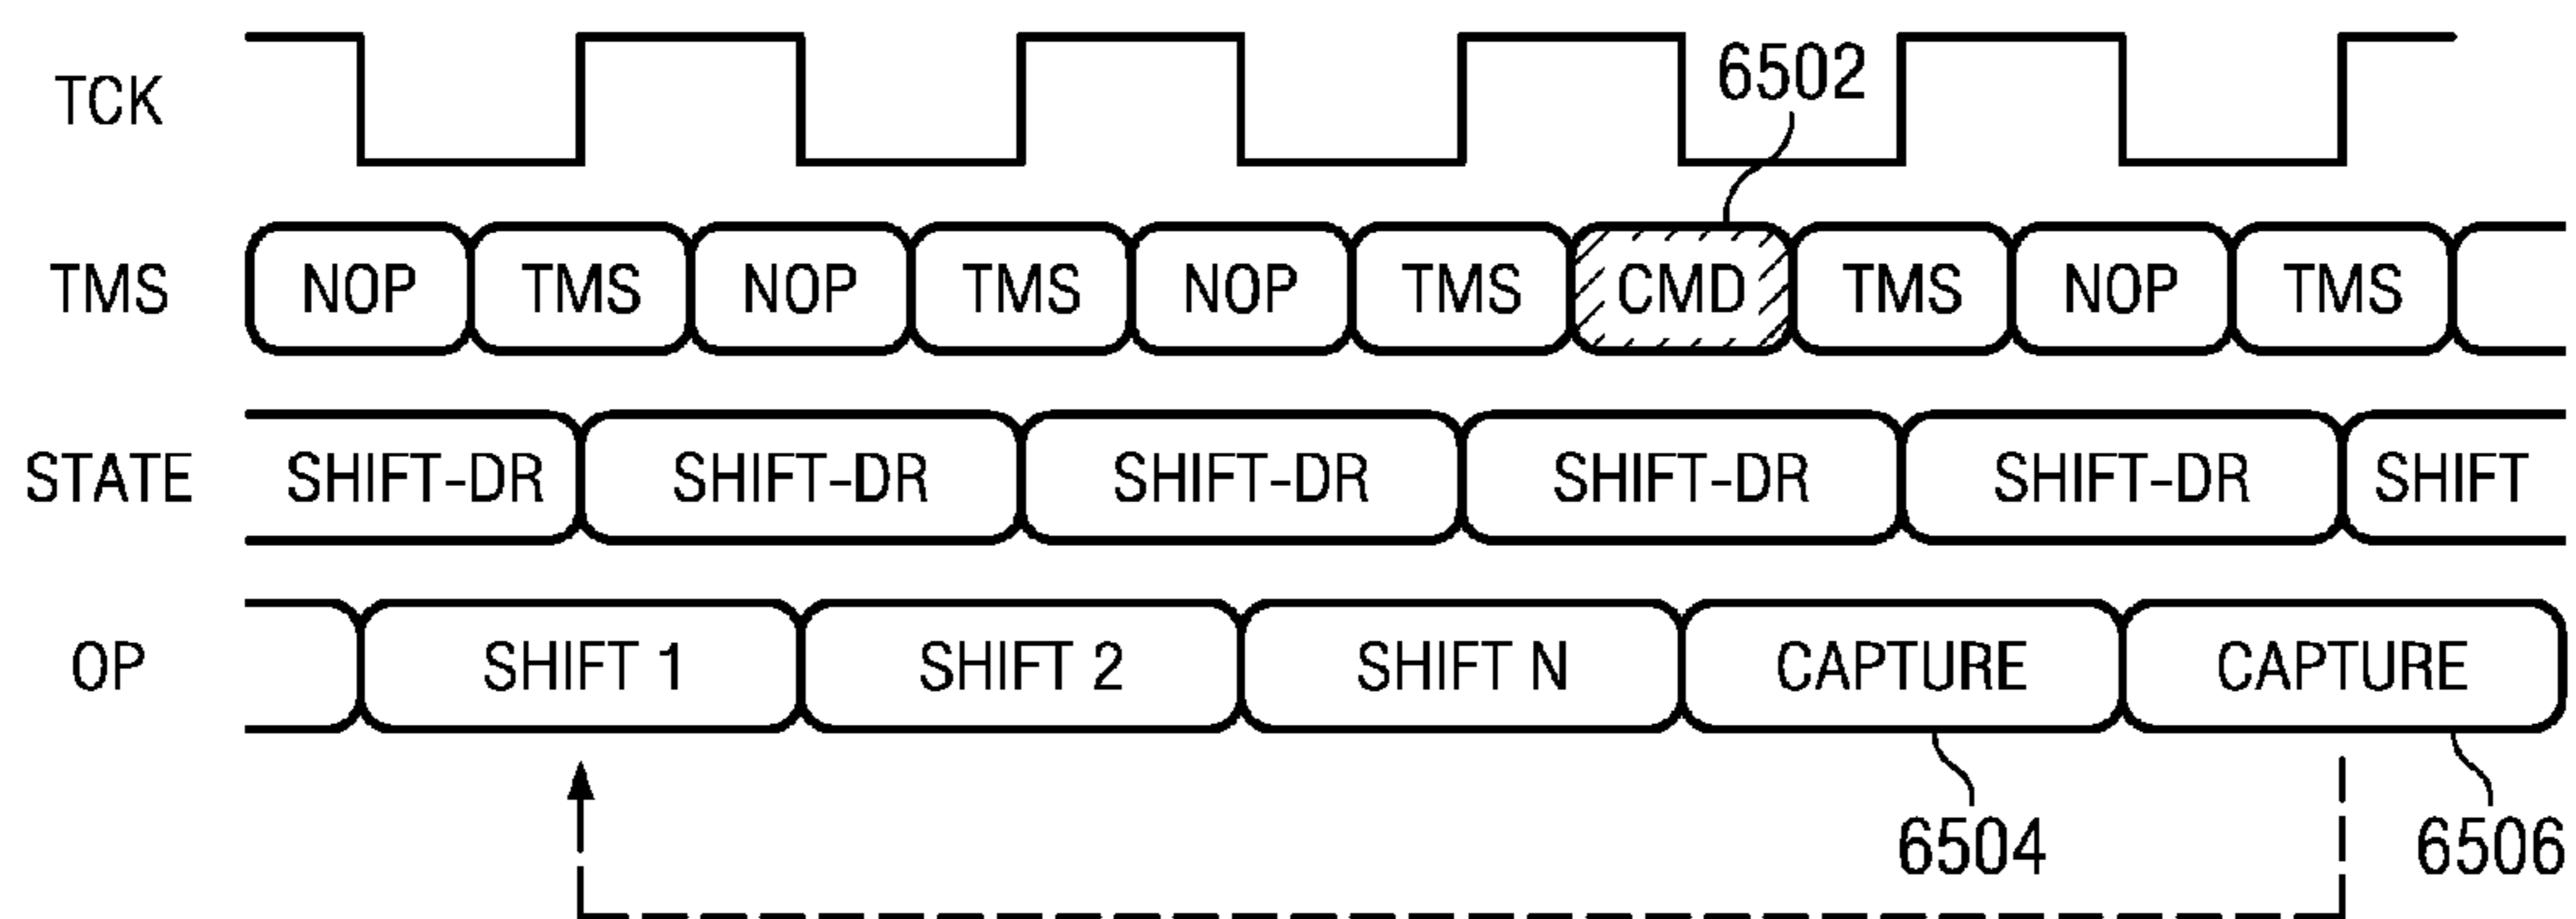 6502
TCK
TMS NOP TMS NOP TMS NOP TMS CMD TMS NOP TMS
STATE SHIFT-DR SHIFT-DR SHIFT-DR SHIFT-DR SHIFT-DR SHIFT
OP SHIFT 1 SHIFT 2 SHIFT N CAPTURE CAPTURE
6504 6506